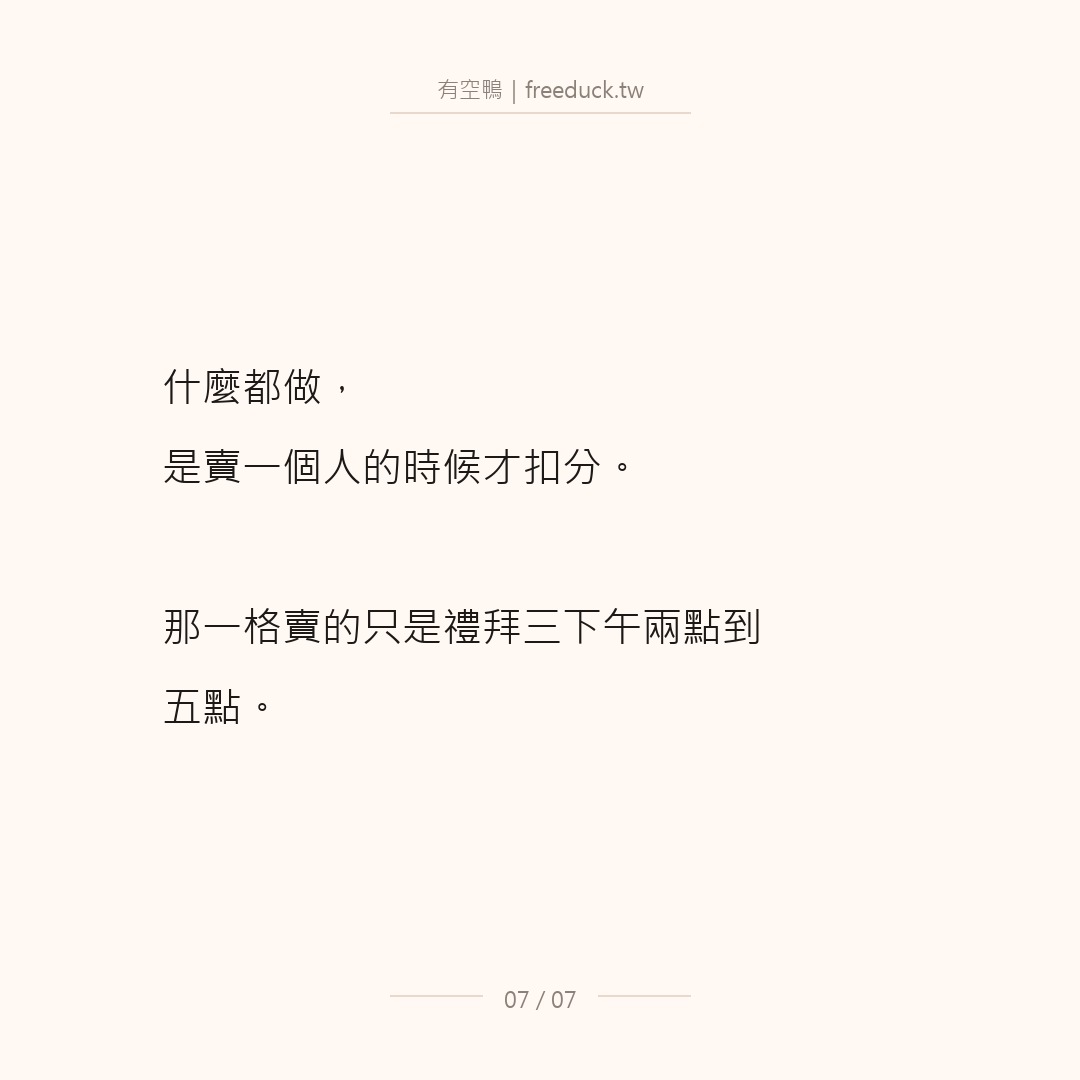 有空鴨｜freeduck.tw
什麼都做，
是賣一個人的時候才扣分。
那一格賣的只是禮拜三下午兩點到
五點。
07 / 07